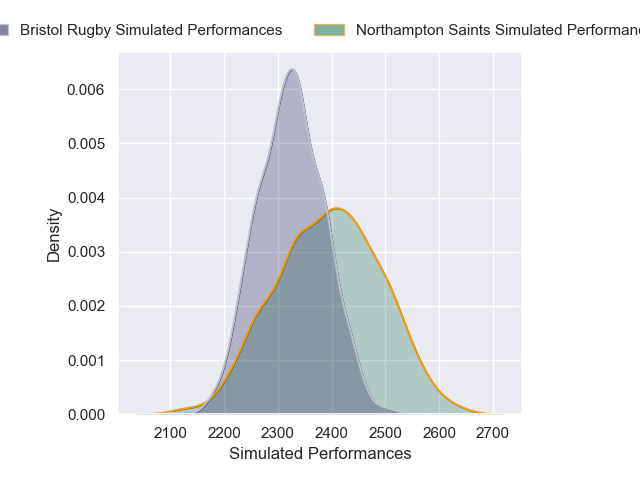 Bristol Rugby Simulated Performances
Northampton Saints Simulated
Density
0.006
0.005
0.004
0.003
0.002
0.001
0.000
2100 2200 2300 2400 2500 2600 2700
Simulated Performances